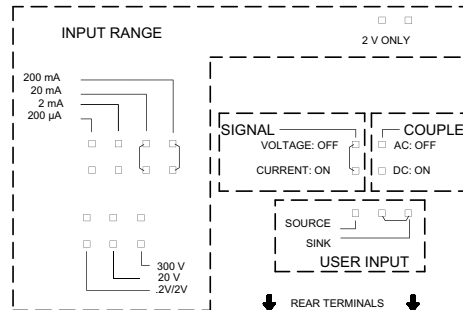 INPUT RANGE
2 V ONLY
200 mA
20 mA
2 mA
200 µA
SIGNAL
VOLTAGE: OFF
CURRENT: ON
COUPLE
AC: OFF
DC: ON
SOURCE
SINK
USER INPUT
300 V
20 V
.2V/2V
REAR TERMINALS